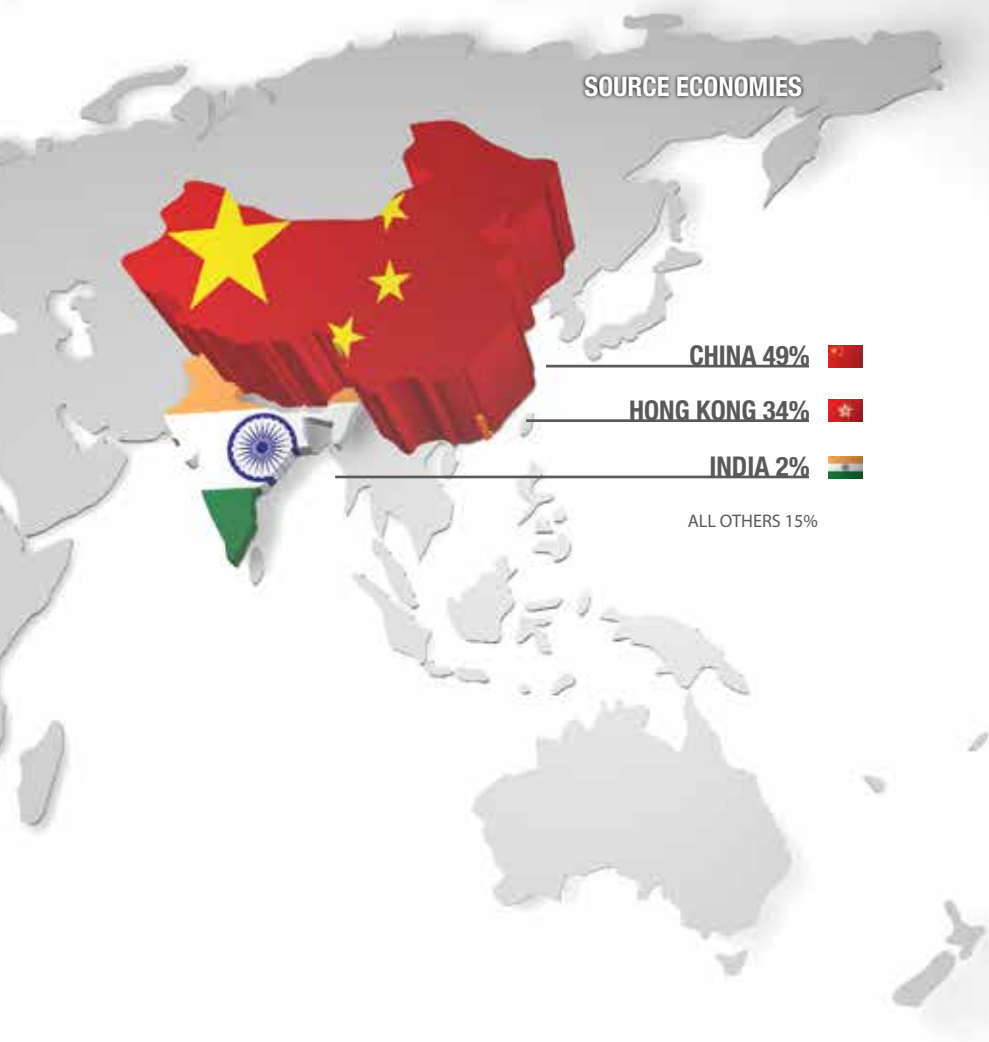 SOURCE ECONOMIES
CHINA 49%
HONG KONG 34%
INDIA 2%
ALL OTHERS 15%